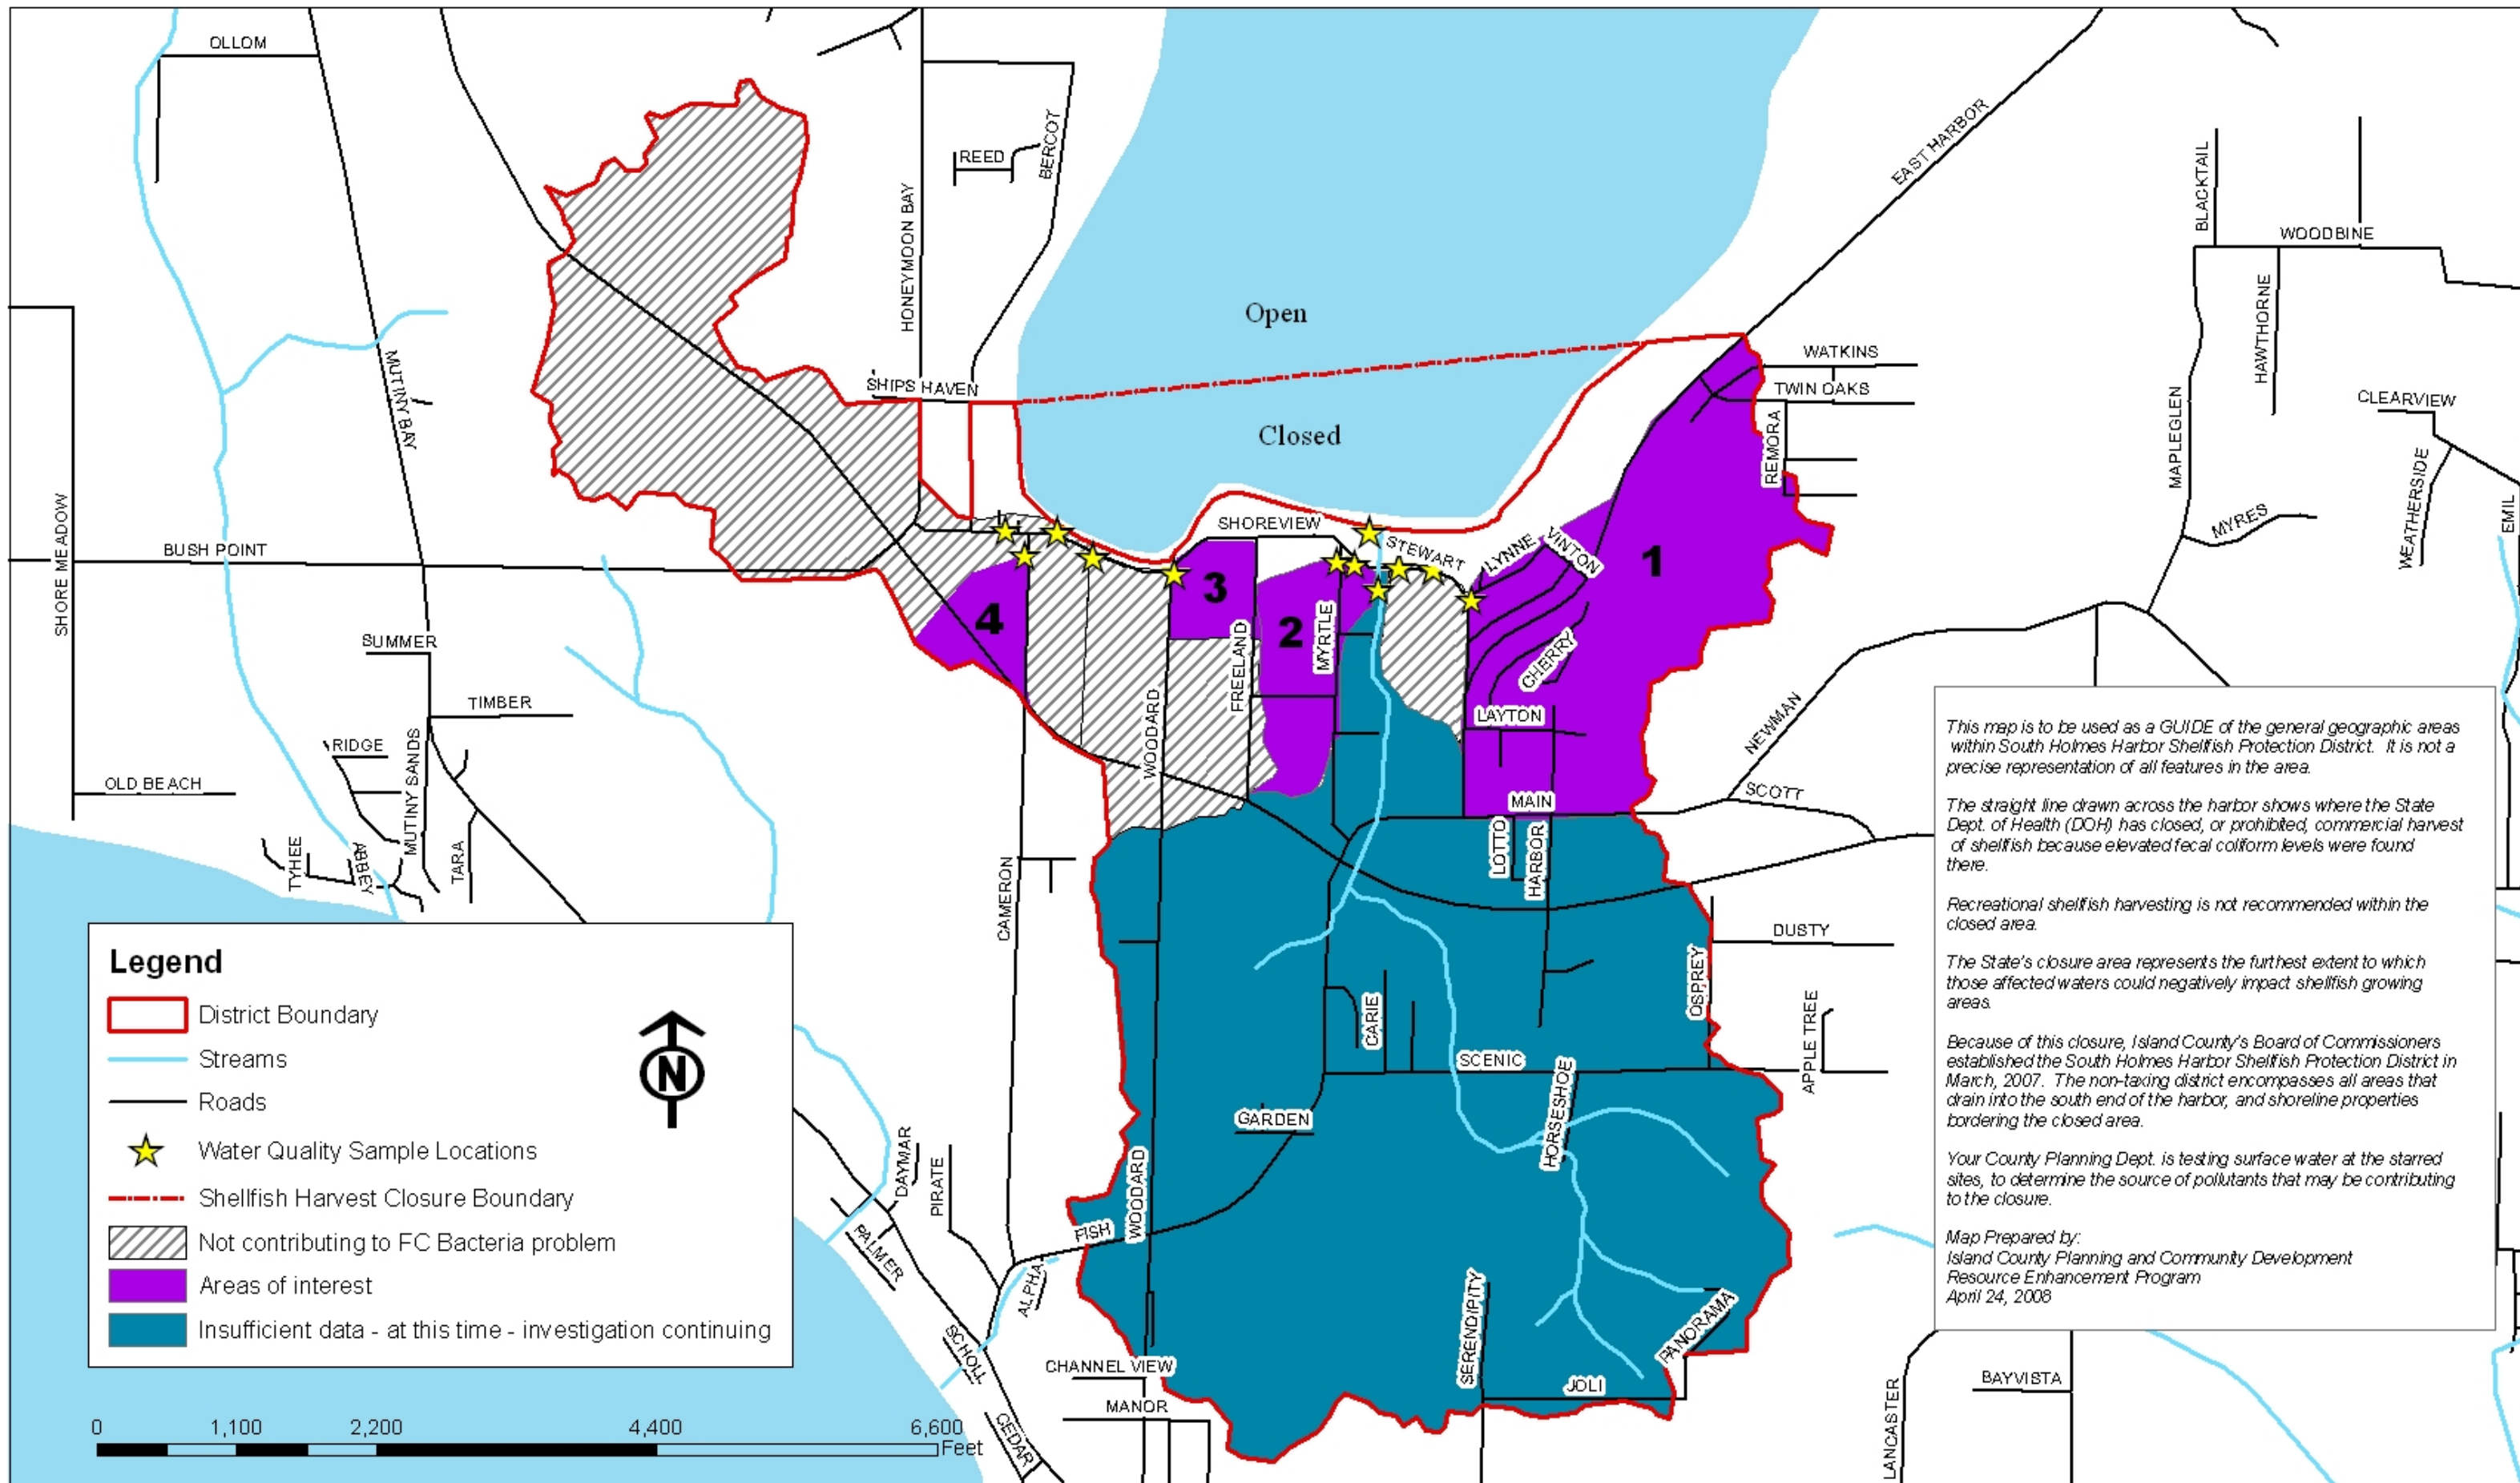 OLLOM
BERCOT
REED
HONEYMOON BAY
EAST HARBOR
BLACKTAIL
WOODBINE
HAWTHORNE
Open
MUTINY BAY
SHIPS HAVEN
WATKINS
TWIN OAKS
CLEARVIEW
MAPLEGLEN
REMORA
Closed
WEATHERSIDE
EMIL
SHORE MEADOW
BUSH POINT
SHOREVIEW
STEWART
LYNNE
VINTON
MYRES
1
3
4
2
SUMMER
MYRTLE
FREELAND
CHERRY
TIMBER
WOODARD
LAYTON
NEWMAN
RIDGE
MUTINY SANDS
OLD BEACH
MAIN
SCOTT
TYHEE
ABBEY
TARA
CAMERON
LOTTO
HARBOR
DUSTY
OSPREY
CARIE
SCENIC
APPLE TREE
HORSESHOE
GARDEN
DAYMAR
PIRATE
WOODARD
PALMER
FISH
ALPHA
SERENDIPITY
PANORAMA
SCHOLL
CHANNEL VIEW
JOLI
MANOR
CEDAR
LANCASTER
BAYVISTA
This map is to be used as a GUIDE of the general geographic areas
within South Holmes Harbor Shellfish Protection District. It is not a
precise representation of all features in the area.
The straight line drawn across the harbor shows where the State
Dept. of Health (DOH) has closed, or prohibited, commercial harvest
of shellfish because elevated fecal coliform levels were found
there.
Recreational shellfish harvesting is not recommended within the
closed area.
The State's closure area represents the furthest extent to which
those affected waters could negatively impact shellfish growing
areas.
Because of this closure, Island County's Board of Commissioners
established the South Holmes Harbor Shellfish Protection District in
March, 2007. The non-taxing district encompasses all areas that
drain into the south end of the harbor, and shoreline properties
bordering the closed area.
Your County Planning Dept. is testing surface water at the starred
sites, to determine the source of pollutants that may be contributing
to the closure.
Map Prepared by:
Island County Planning and Community Development
Resource Enhancement Program
April 24, 2008
Legend
District Boundary
Streams
Roads
Water Quality Sample Locations
Shellfish Harvest Closure Boundary
Not contributing to FC Bacteria problem
Areas of interest
Insufficient data - at this time - investigation continuing
N
0 1,100 2,200 4,400 6,600
Feet